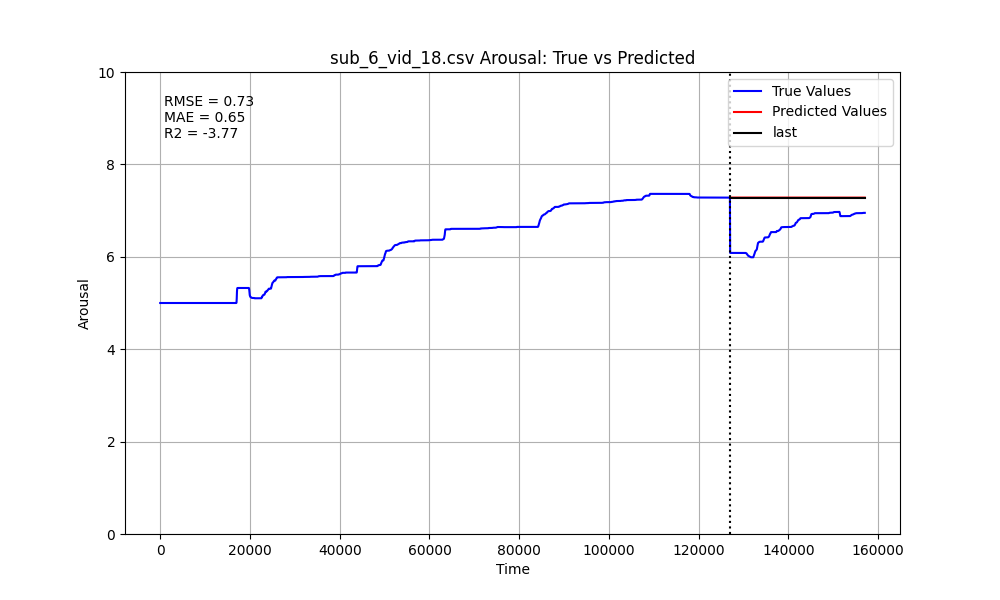 sub_6_vid_18.csv Arousal: True vs Predicted
10
8
6
4
2
0
Arousal
RMSE = 0.73
MAE = 0.65
R2 = -3.77
True Values
Predicted Values
last
0 20000 40000 60000 80000 100000 120000 140000 160000
Time